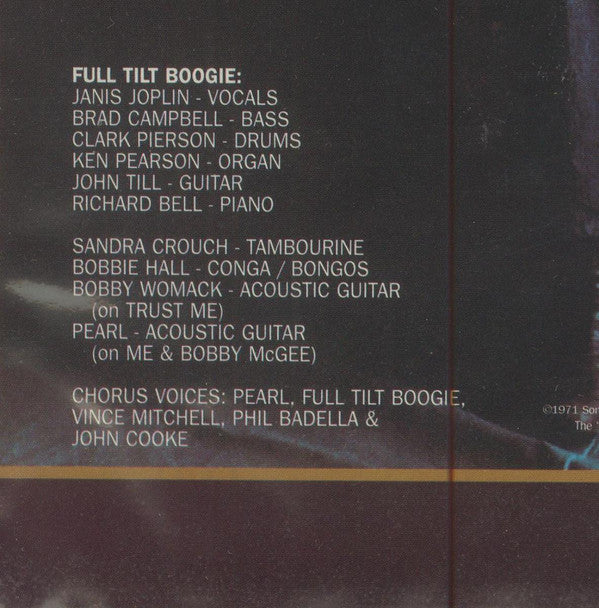 FULL TILT BOOGIE:
JANIS JOPLIN - VOCALS
BRAD CAMPBELL - BASS
CLARK PIERSON - DRUMS
KEN PEARSON - ORGAN
JOHN TILL - GUITAR
RICHARD BELL - PIANO
SANDRA CROUCH - TAMBOURINE
BOBBIE HALL - CONGA / BONGOS
BOBBY WOMACK - ACOUSTIC GUITAR
(on TRUST ME)
PEARL - ACOUSTIC GUITAR
(on ME & BOBBY McGEE)
CHORUS VOICES: PEARL, FULL TILT BOOGIE,
VINCE MITCHELL, PHIL BADELLA &
JOHN COOKE
©1971
The